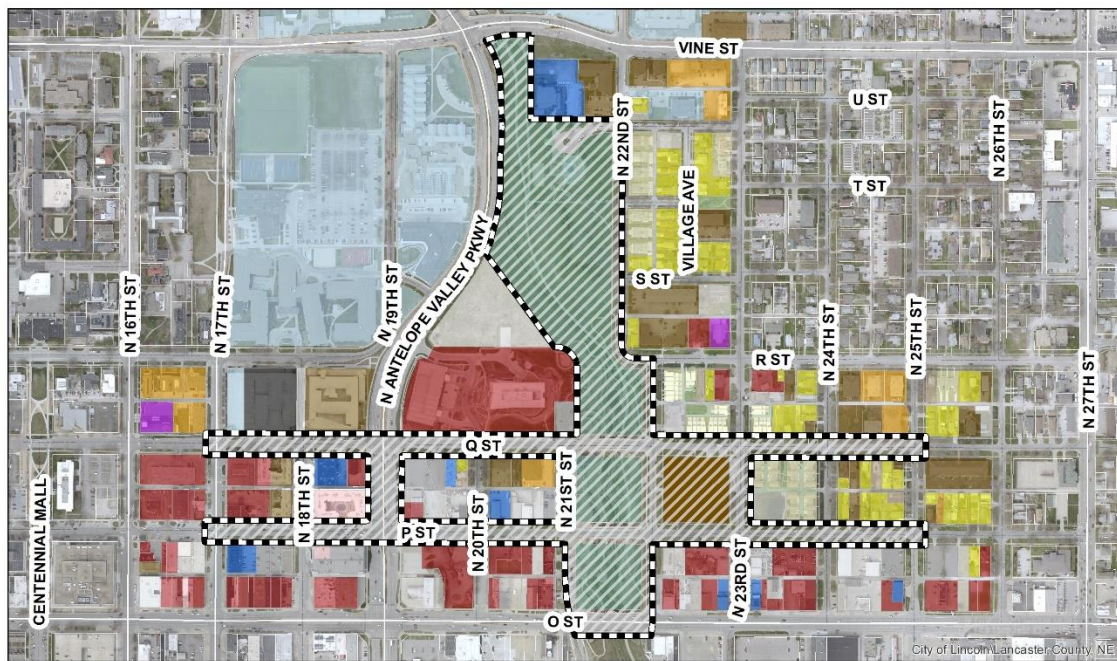 VINE ST
U ST
N 22ND ST
N 26TH ST
T ST
VILLAGE AVE
N ANTELOPE VALLEY PKWY
N 19TH ST
S ST
N 16TH ST
N 17TH ST
R ST
N 24TH ST
N 25TH ST
N 27TH ST
Q ST
N 18TH ST
N 21ST ST
N 20TH ST
P ST
CENTENNIAL MALL
N 23RD ST
O ST
City of Lincoln/Lancaster County, NE